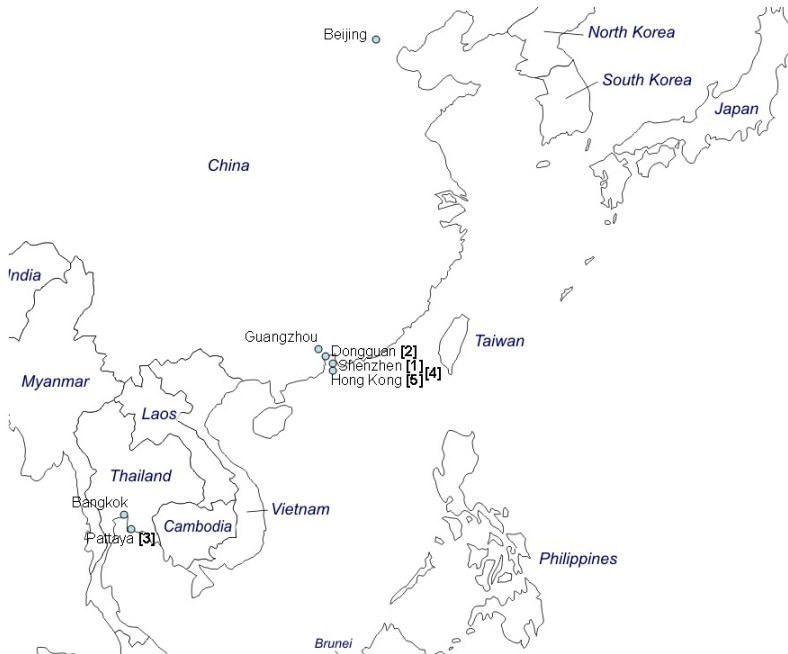 Beijing
North Korea
South Korea
Japan
China
India
Guangzhou
Dongguan [2]
Taiwan
Shenzhen [1]
[4]
Hong Kong [5]
Myanmar
Laos
Thailand
Bangkok
Vietnam
Cambodia
Pattaya [3]
Philippines
Brunei